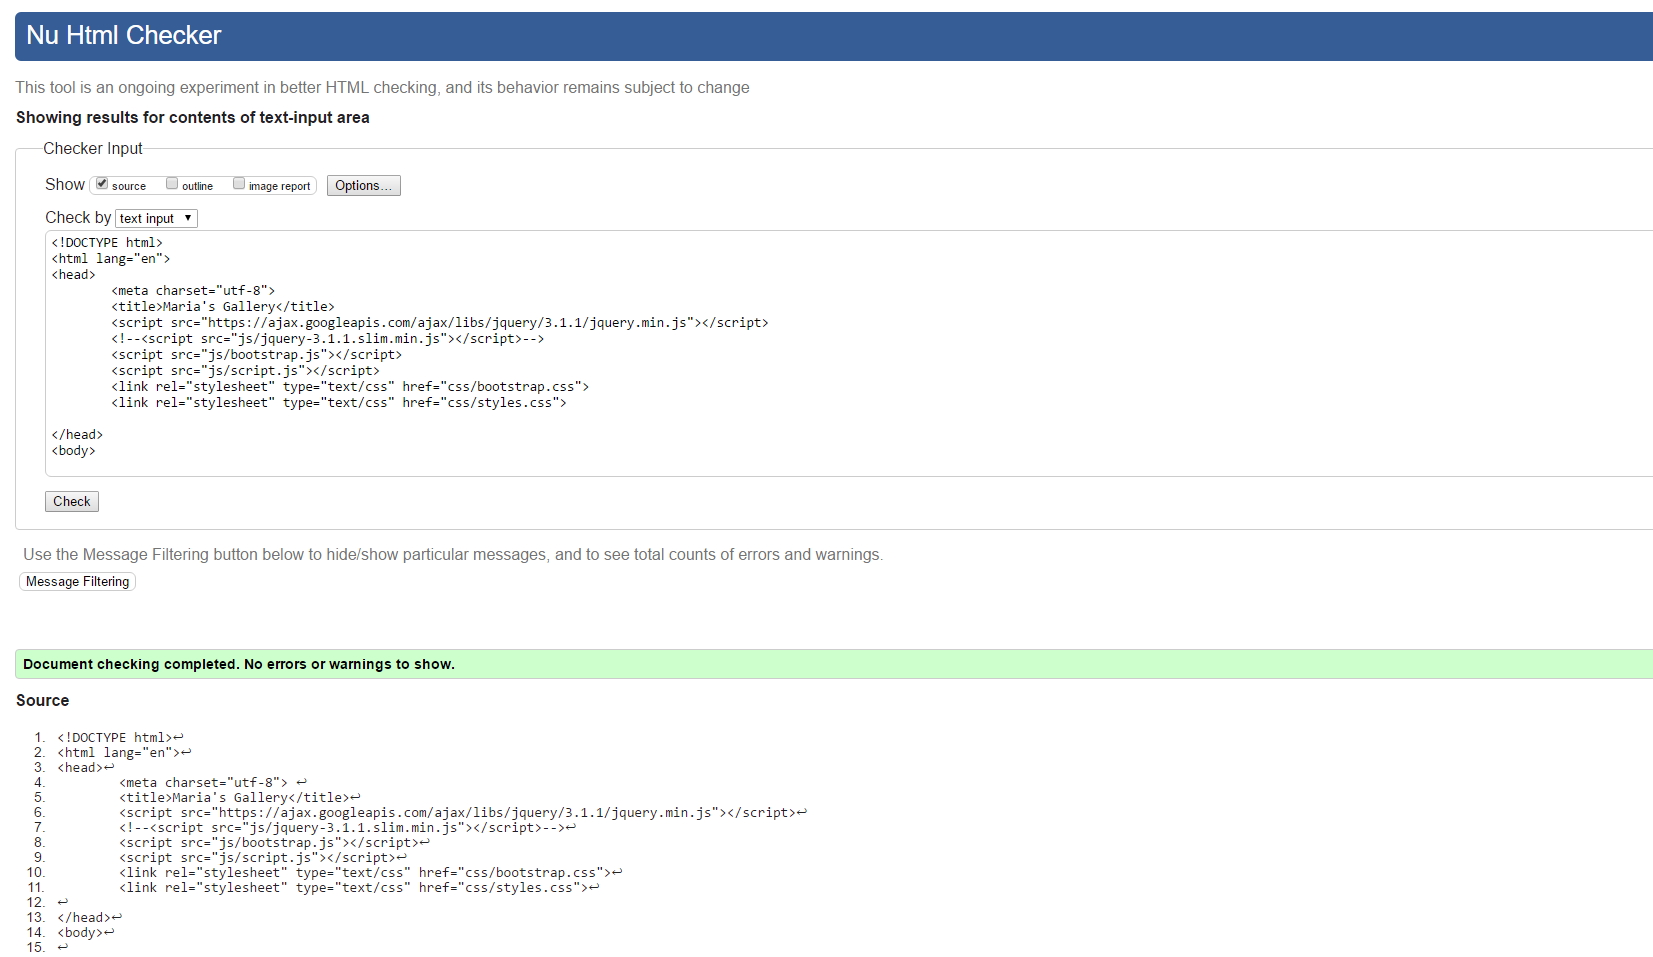 Nu Html Checker
This tool is an ongoing experiment in better HTML checking, and its behavior remains subject to change
Showing results for contents of text-input area
Checker Input
Show source outline image report Options...
Check by text input
<!DOCTYPE html>
<html lang="en">
<head>
<meta charset="utf-8">
<title>Maria's Gallery</title>
<script src="https://ajax.googleapis.com/ajax/libs/jquery/3.1.1/jquery.min.js"></script>
<!--<script src="js/jquery-3.1.1.slim.min.js"></script>-->
<script src="js/bootstrap.js"></script>
<script src="js/script.js"></script>
<link rel="stylesheet" type="text/css" href="css/bootstrap.css">
<link rel="stylesheet" type="text/css" href="css/styles.css">
</head>
<body>
Check
Use the Message Filtering button below to hide/show particular messages, and to see total counts of errors and warnings.
Message Filtering
Document checking completed. No errors or warnings to show.
Source
1. <!DOCTYPE html>↩
2. <html lang="en">↩
3. <head>↩
4. <meta charset="utf-8"> ↩
5. <title>Maria's Gallery</title>↩
6. <script src="https://ajax.googleapis.com/ajax/libs/jquery/3.1.1/jquery.min.js"></script>↩
7. <!--<script src="js/jquery-3.1.1.slim.min.js"></script>-->↩
8. <script src="js/bootstrap.js"></script>↩
9. <script src="js/script.js"></script>↩
10. <link rel="stylesheet" type="text/css" href="css/bootstrap.css">↩
11. <link rel="stylesheet" type="text/css" href="css/styles.css">↩
12. ↩
13. </head>↩
14. <body>↩
15. ↩